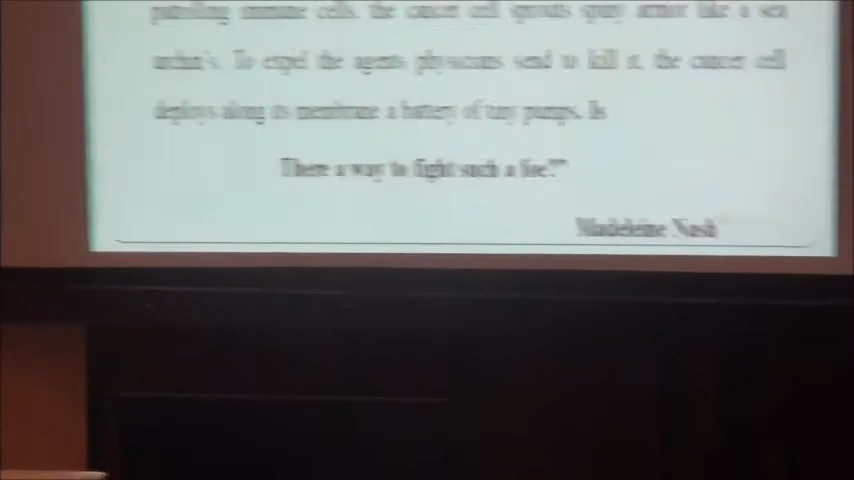 patrolling immune cells, the cancer cell sprouts spiny armor like a sea
urchin's. To expel the agents physicians send to kill it, the cancer cell
deploys along its membrane a battery of tiny pumps. Is
There a way to fight such a foe?"
Madeleine Nash